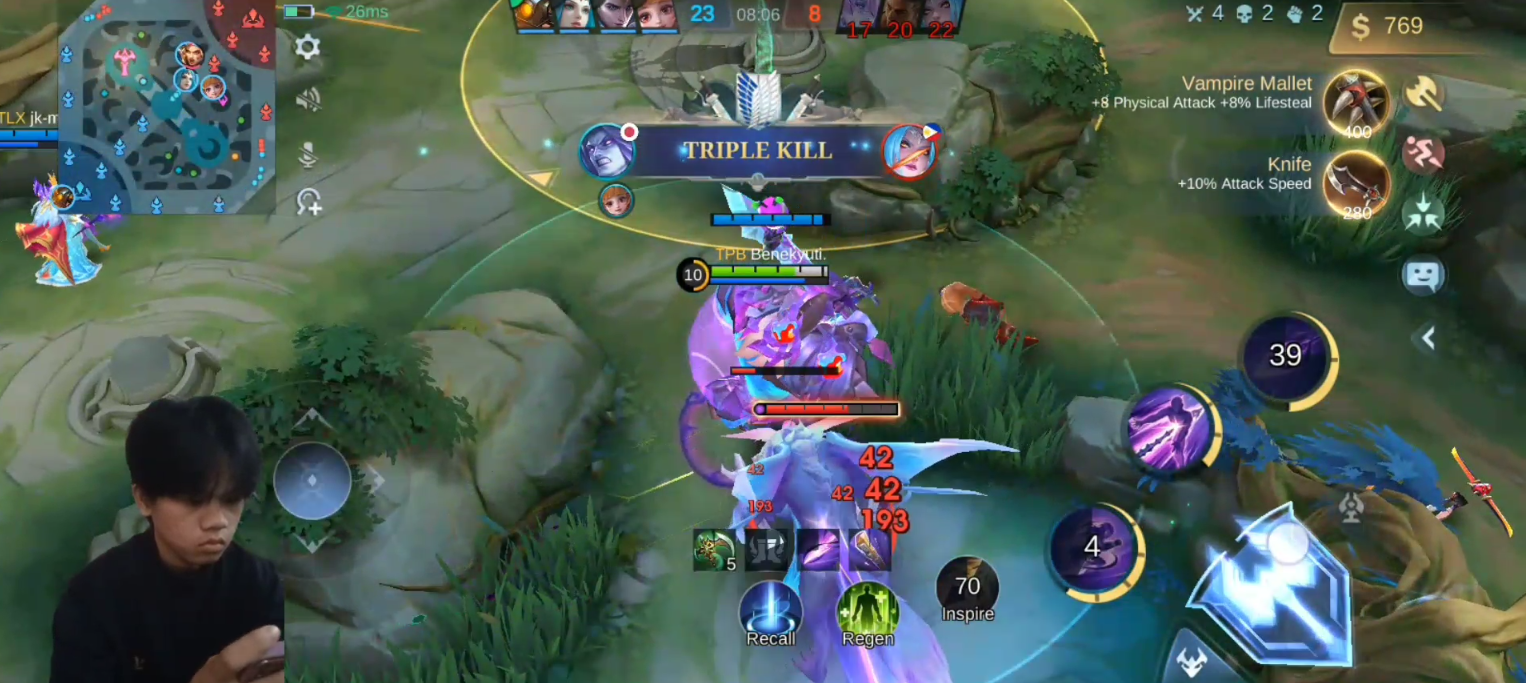 26ms
23
08:06
8
17 20 22
4
2
2
$ 769
TLX jk-m
TRIPLE KILL
Vampire Mallet
+8 Physical Attack +8% Lifesteal
400
Knife
+10% Attack Speed
280
TPB Benekyuti.
10
39
42
42
42
42
193
193
4
5
70
Recall
Regen
Inspire